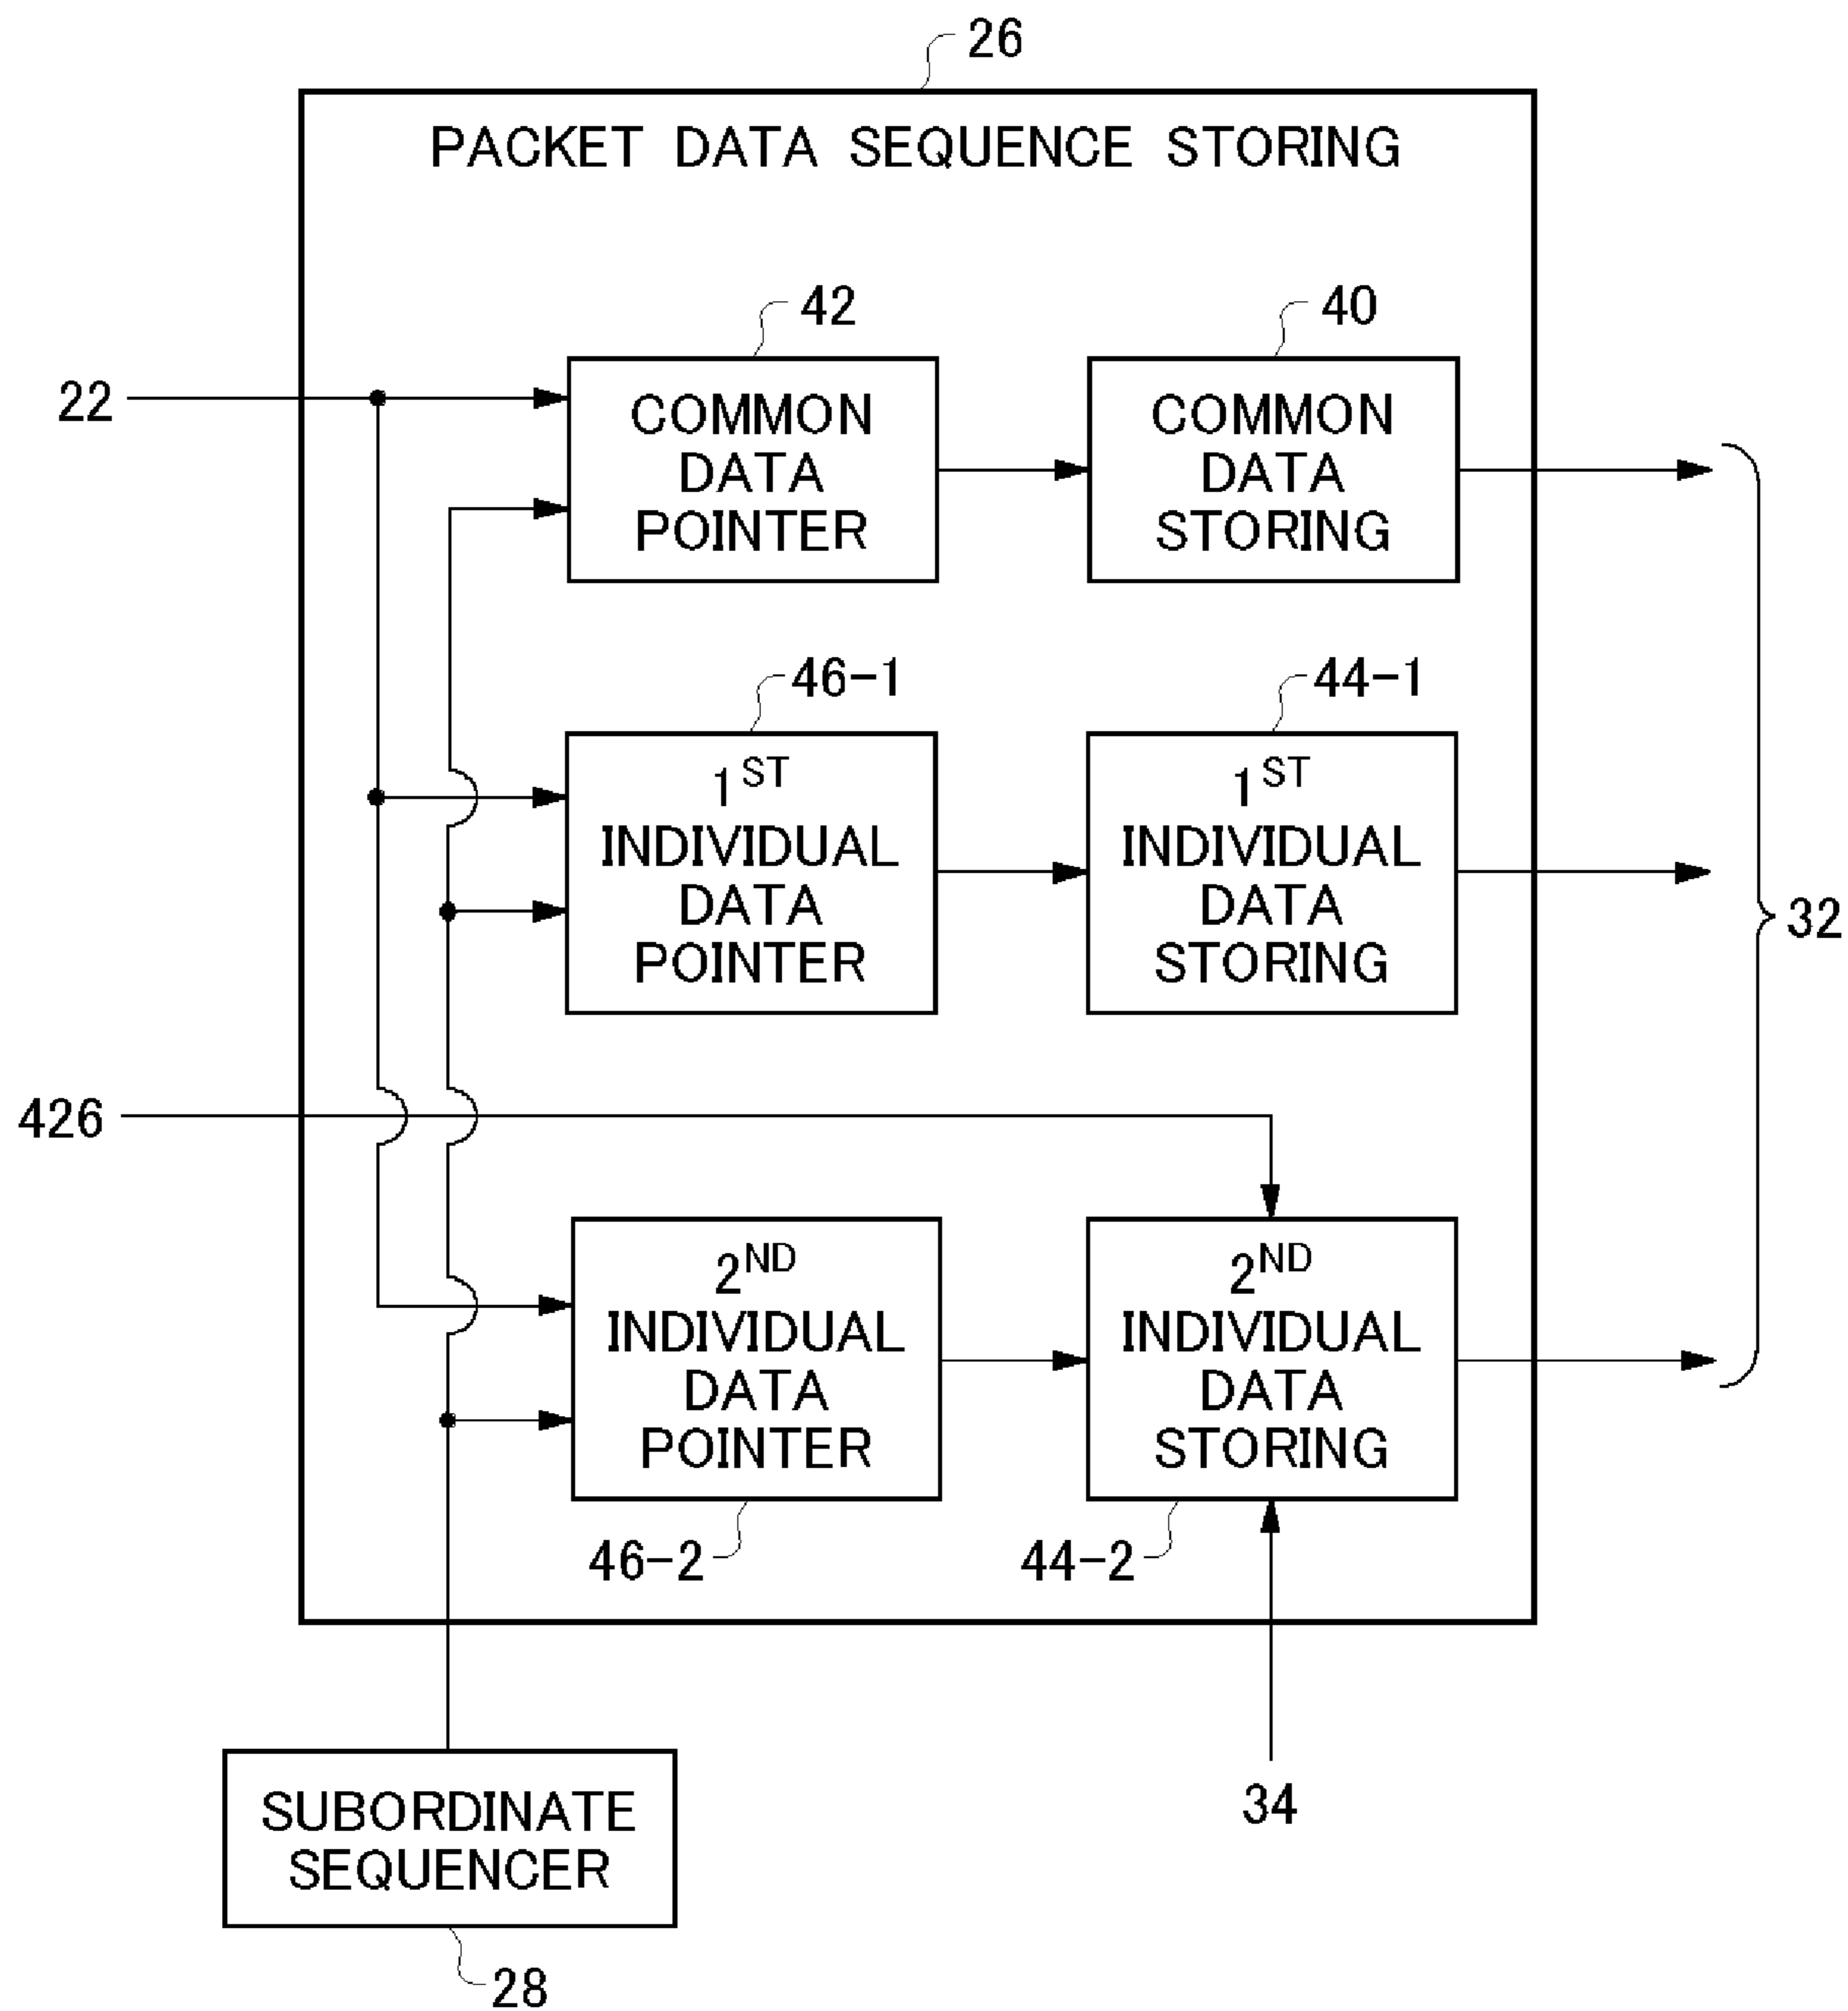 26
PACKET DATA SEQUENCE STORING
42
40
22
COMMON
DATA
POINTER
COMMON
DATA
STORING
46-1
44-1
1ST
INDIVIDUAL
DATA
POINTER
1ST
INDIVIDUAL
DATA
STORING
32
426
2ND
INDIVIDUAL
DATA
POINTER
2ND
INDIVIDUAL
DATA
STORING
46-2
44-2
34
SUBORDINATE
SEQUENCER
28